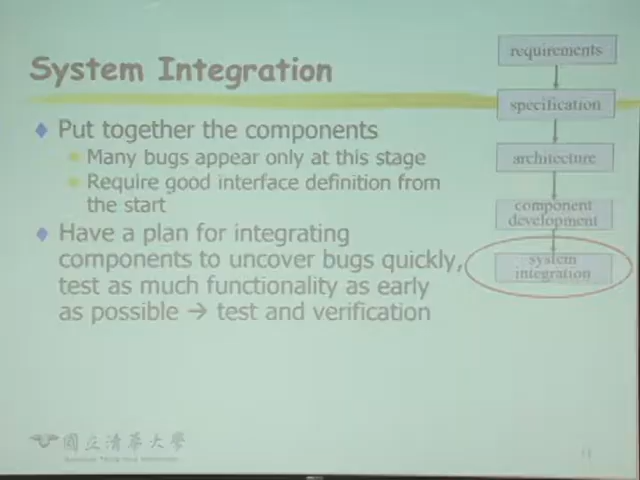 System Integration
Put together the components
Many bugs appear only at this stage
Require good interface definition from
the start
Have a plan for integrating
components to uncover bugs quickly,
test as much functionality as early
as possible → test and verification
requirements
specification
architecture
component
development
system
integration
國立清華大學